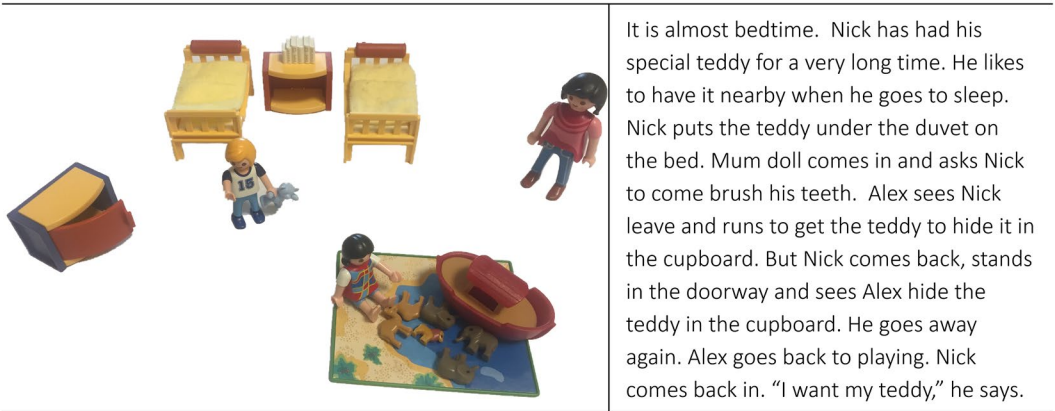 15
It is almost bedtime.  Nick has had his
special teddy for a very long time. He likes
to have it nearby when he goes to sleep.
Nick puts the teddy under the duvet on
the bed. Mum doll comes in and asks Nick
to come brush his teeth.  Alex sees Nick
leave and runs to get the teddy to hide it in
the cupboard. But Nick comes back, stands
in the doorway and sees Alex hide the
teddy in the cupboard. He goes away
again. Alex goes back to playing. Nick
comes back in. “I want my teddy,” he says.